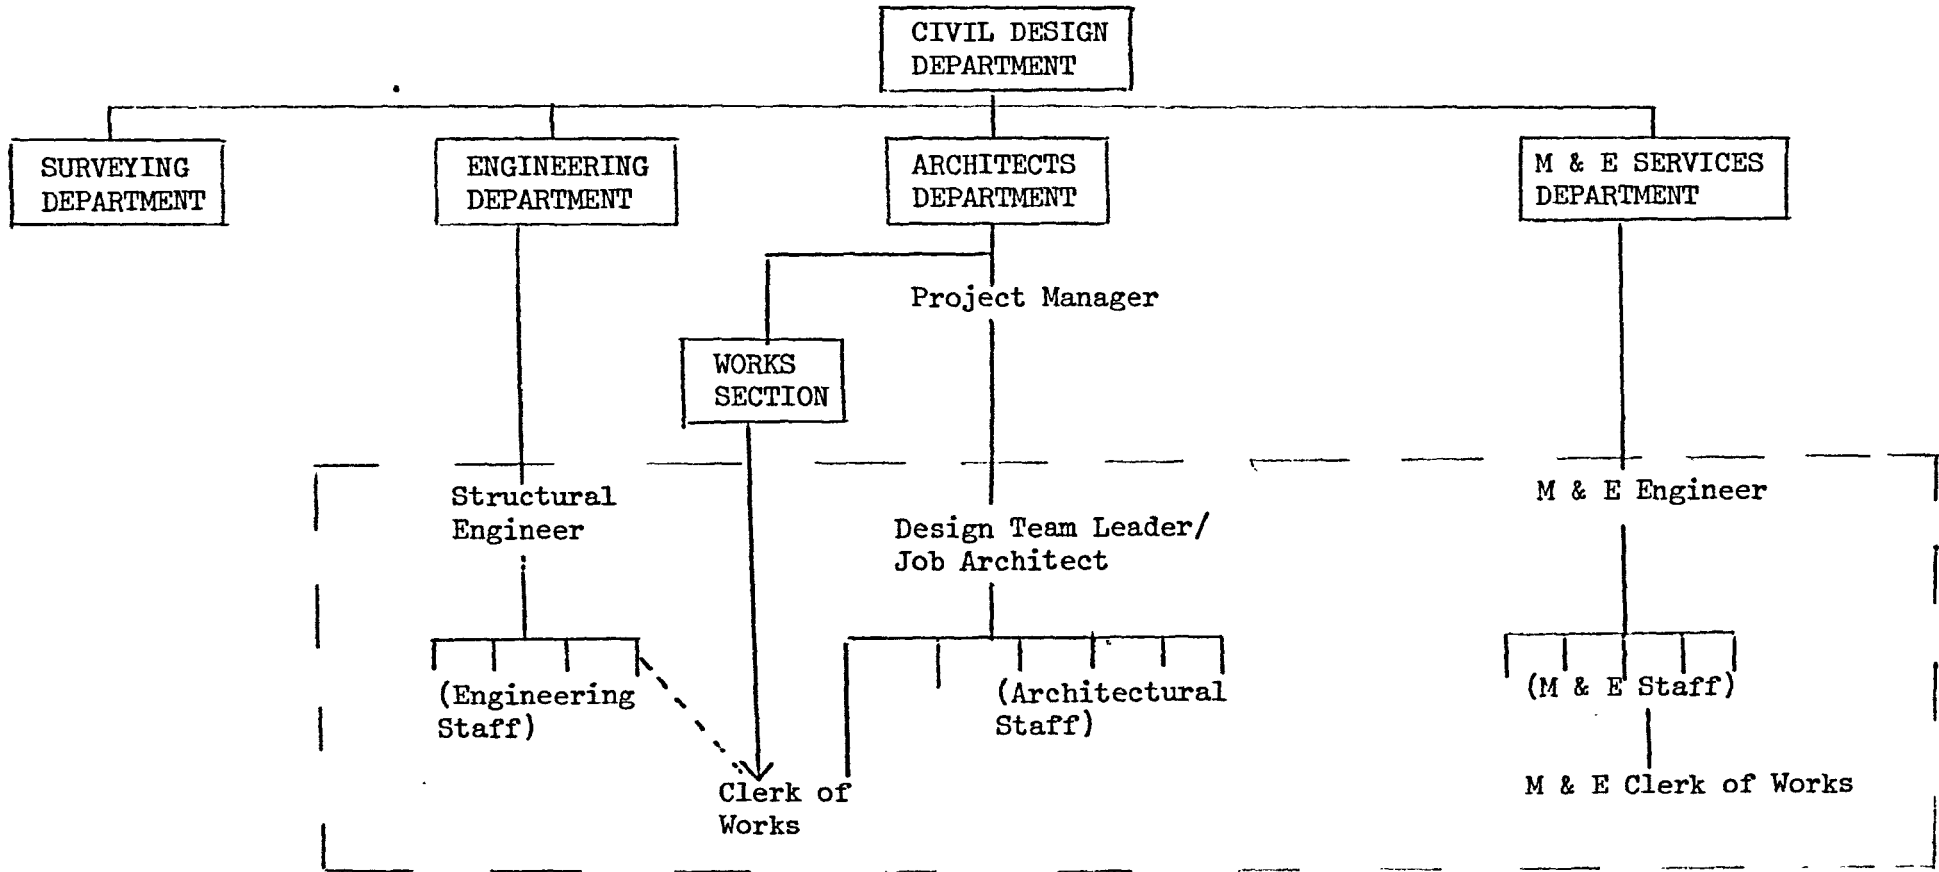 CIVIL DESIGN
DEPARTMENT
SURVEYING
DEPARTMENT
ENGINEERING
DEPARTMENT
ARCHITECTS
DEPARTMENT
M & E SERVICES
DEPARTMENT
Project Manager
WORKS
SECTION
Structural
Engineer
Design Team Leader/
Job Architect
M & E Engineer
(Engineering
Staff)
(Architectural
Staff)
(M & E Staff)
Clerk of
Works
M & E Clerk of Works